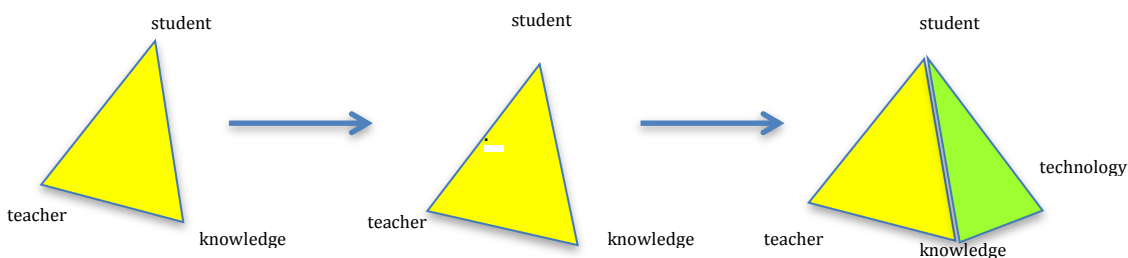 student
teacher
knowledge
student
teacher
knowledge
student
technology
teacher
knowledge